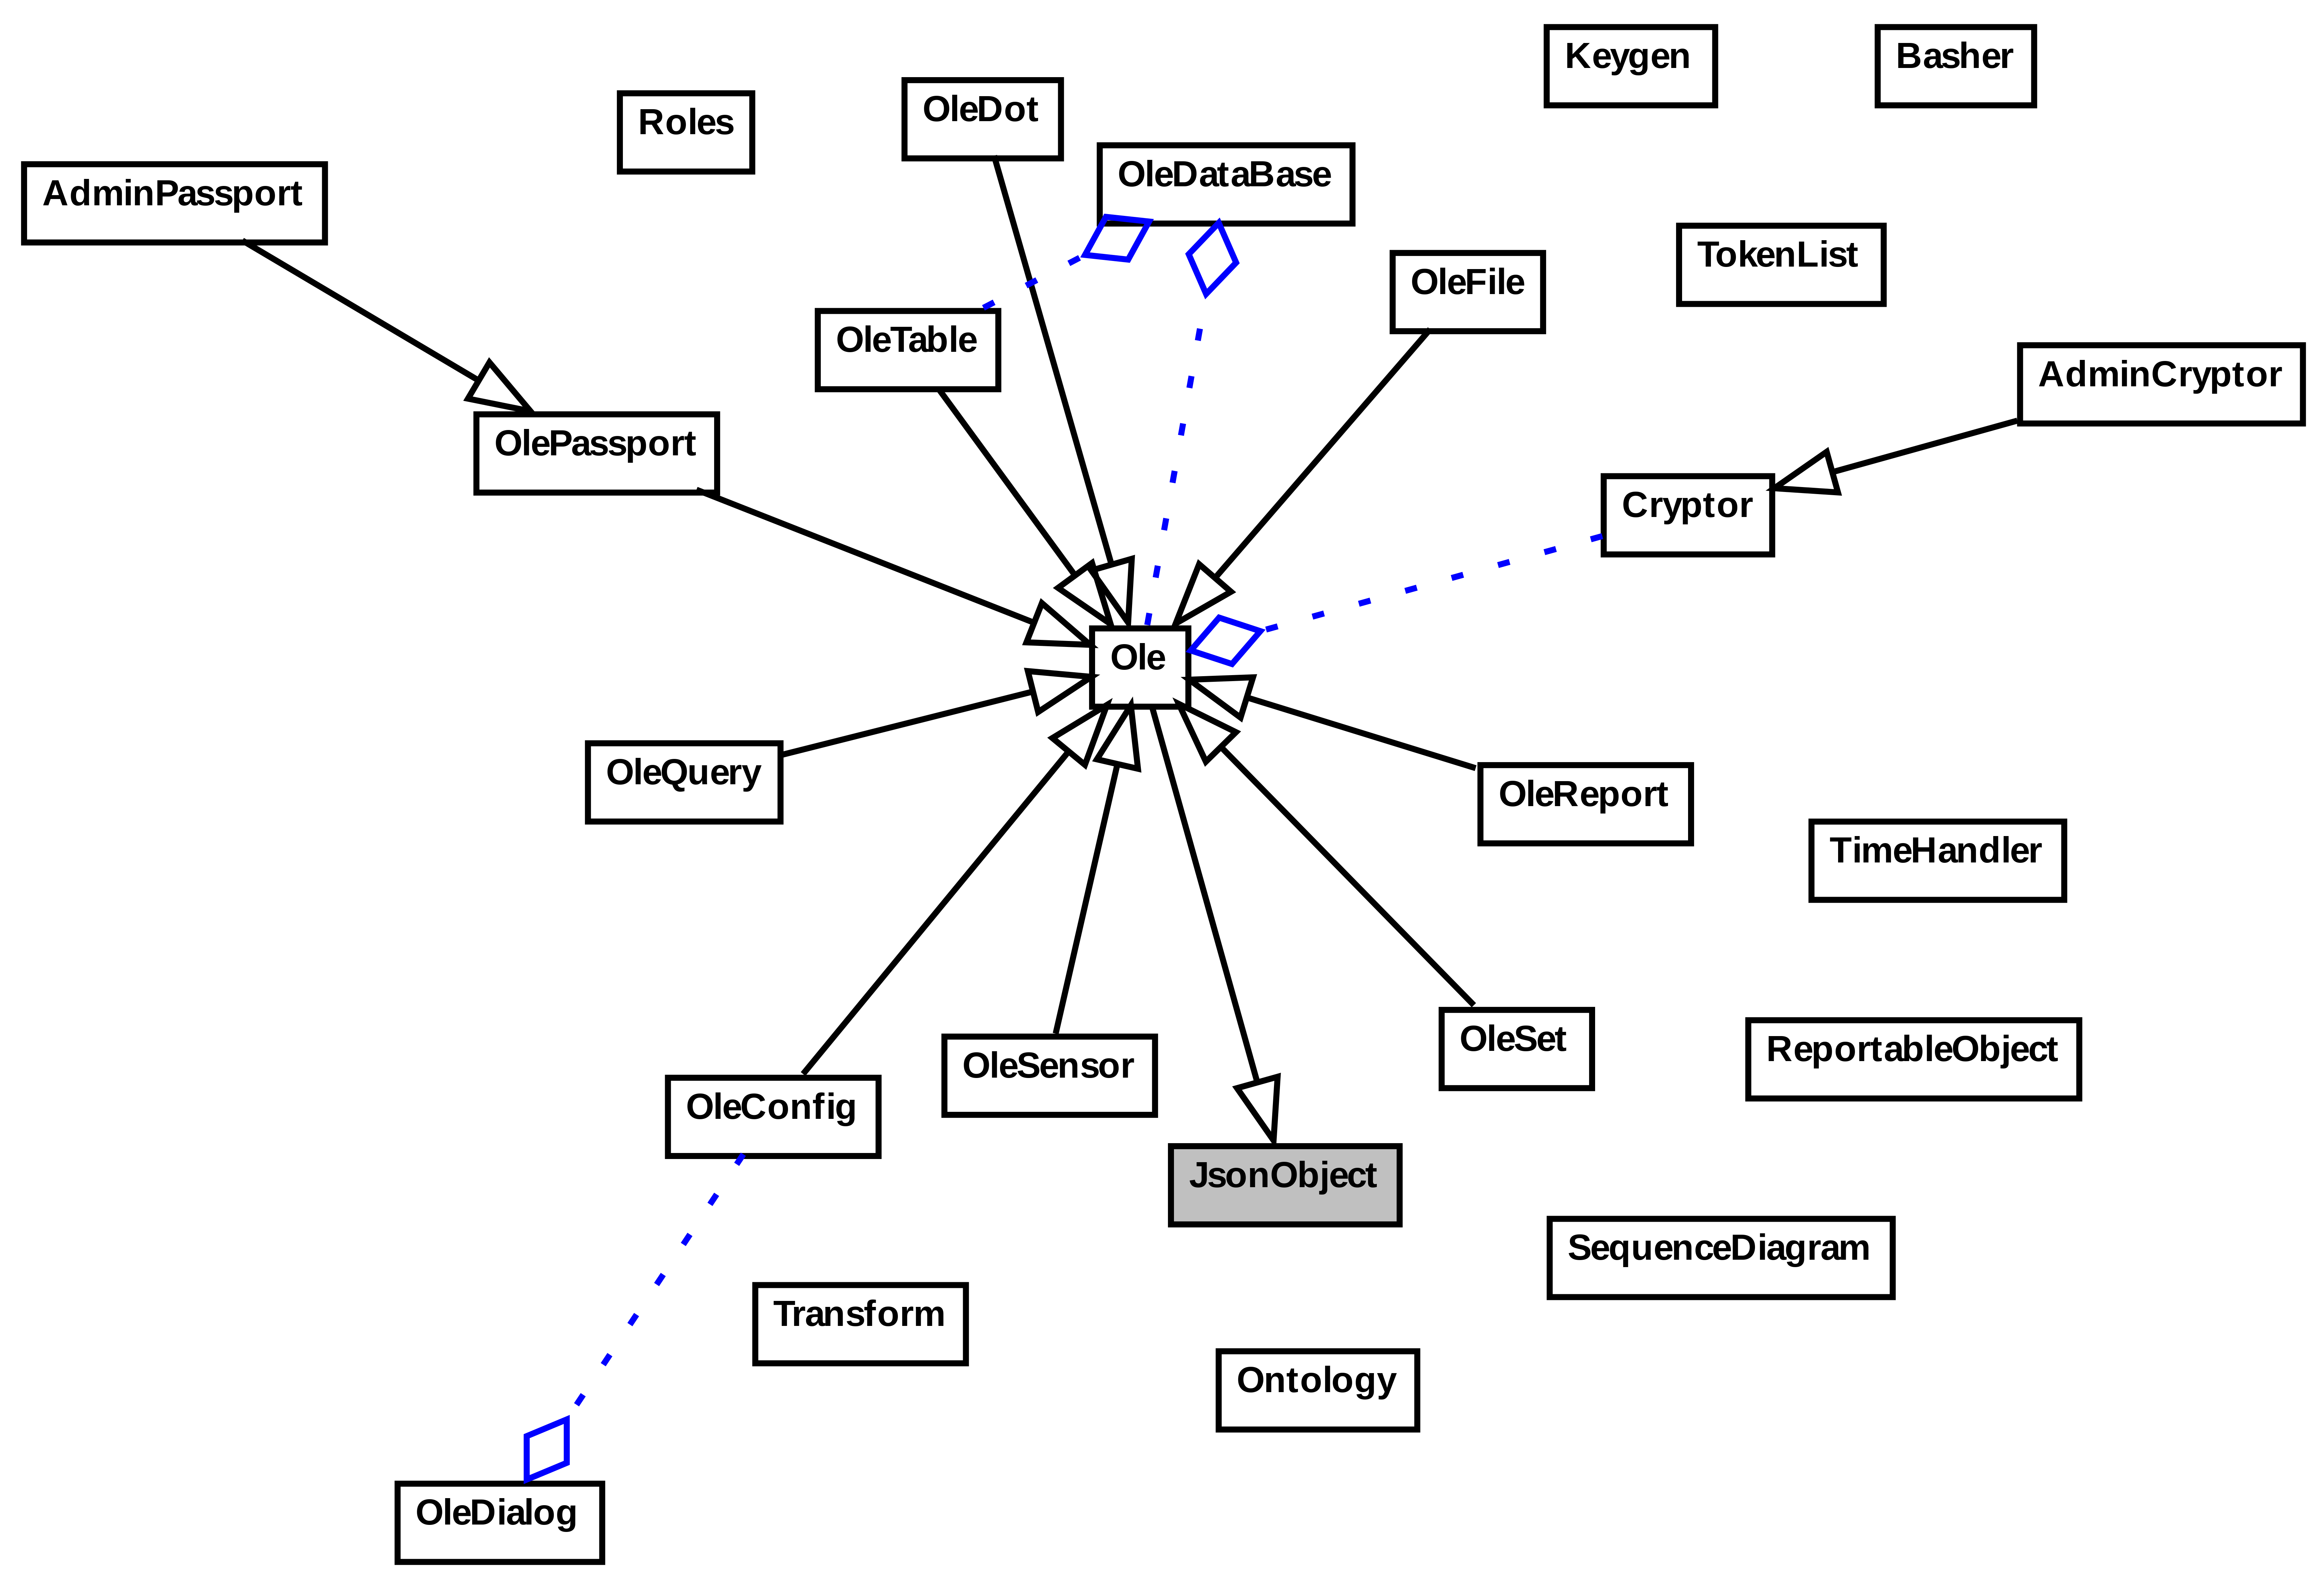 Keygen
Basher
OleDot
Roles
OleDataBase
AdminPassport
TokenList
OleFile
OleTable
AdminCryptor
OlePassport
Cryptor
Ole
OleQuery
OleReport
TimeHandler
OleSet
ReportableObject
OleSensor
OleConfig
JsonObject
SequenceDiagram
Transform
Ontology
OleDialog